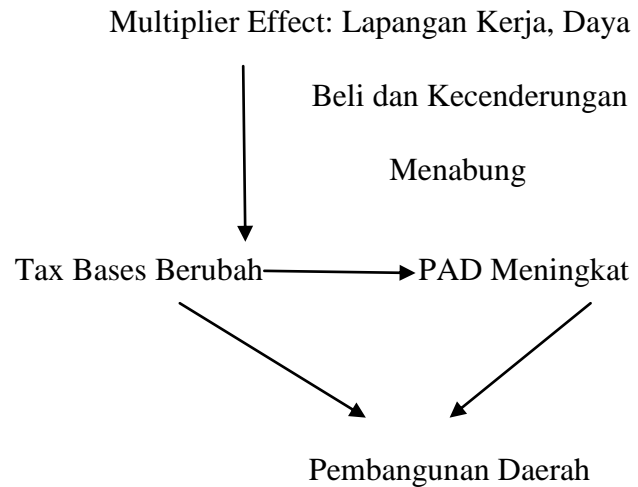 Multiplier Effect: Lapangan Kerja, Daya
Beli dan Kecenderungan
Menabung
Tax Bases Berubah
PAD Meningkat
Pembangunan Daerah